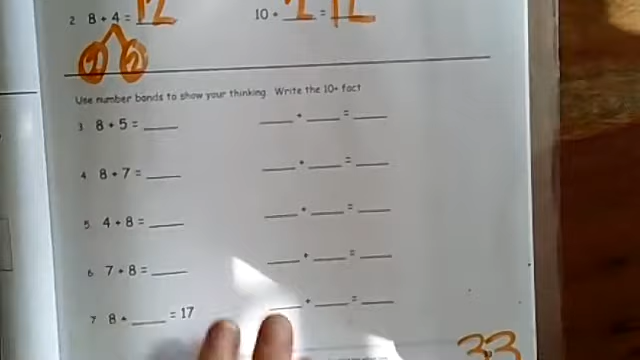 2 8 + 4 = 12 10 + 2 = 12
2 2
Use number bonds to show your thinking. Write the 10+ fact
3 8 + 5 = ____ ____ + ____ = ____
4 8 + 7 = ____ ____ + ____ = ____
5 4 + 8 = ____ ____ + ____ = ____
6 7 + 8 = ____ ____ + ____ = ____
7 8 + ____ = 17 ____ + ____ = ____
33